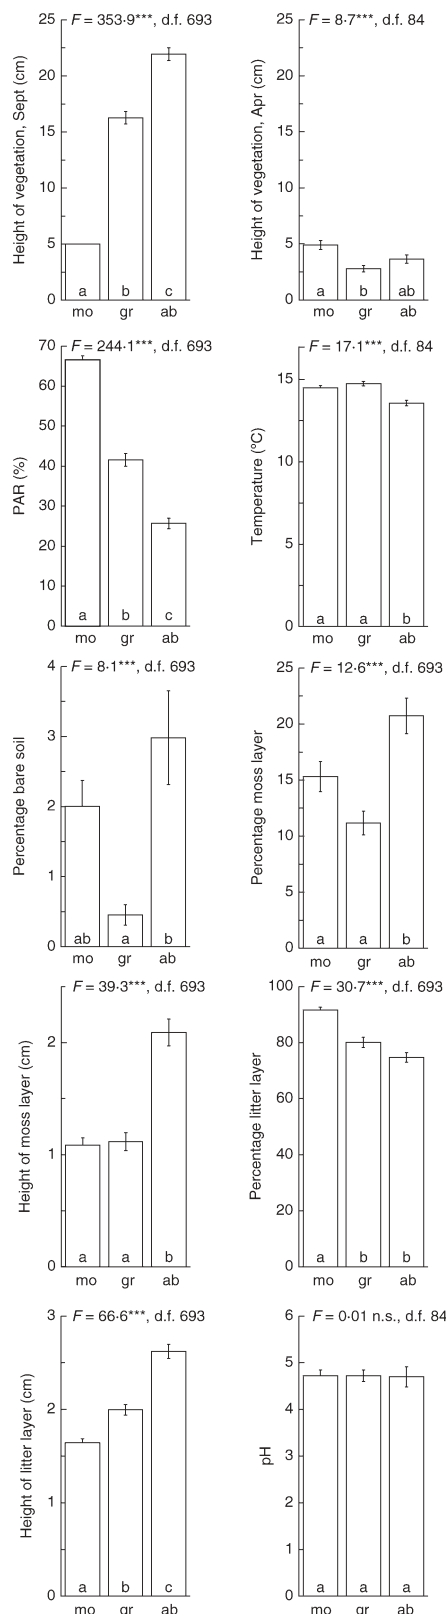 F = 353·9***, d.f. 693
Height of vegetation, Sept (cm)
25
20
15
10
5
0
a b c
mo gr ab
F = 8·7***, d.f. 84
Height of vegetation, Apr (cm)
25
20
15
10
5
0
a b ab
mo gr ab
F = 244·1***, d.f. 693
PAR (%)
70
60
50
40
30
20
10
0
a b c
mo gr ab
F = 17·1***, d.f. 84
Temperature (°C)
15
10
5
0
a a b
mo gr ab
F = 8·1***, d.f. 693
Percentage bare soil
4
3
2
1
0
ab a b
mo gr ab
F = 12·6***, d.f. 693
Percentage moss layer
25
20
15
10
5
0
a a b
mo gr ab
F = 39·3***, d.f. 693
Height of moss layer (cm)
2
1
0
a a b
mo gr ab
F = 30·7***, d.f. 693
Percentage litter layer
100
80
60
40
20
0
a b b
mo gr ab
F = 66·6***, d.f. 693
Height of litter layer (cm)
3
2
1
0
a b c
mo gr ab
F = 0·01 n.s., d.f. 84
pH
6
5
4
3
2
1
0
a a a
mo gr ab